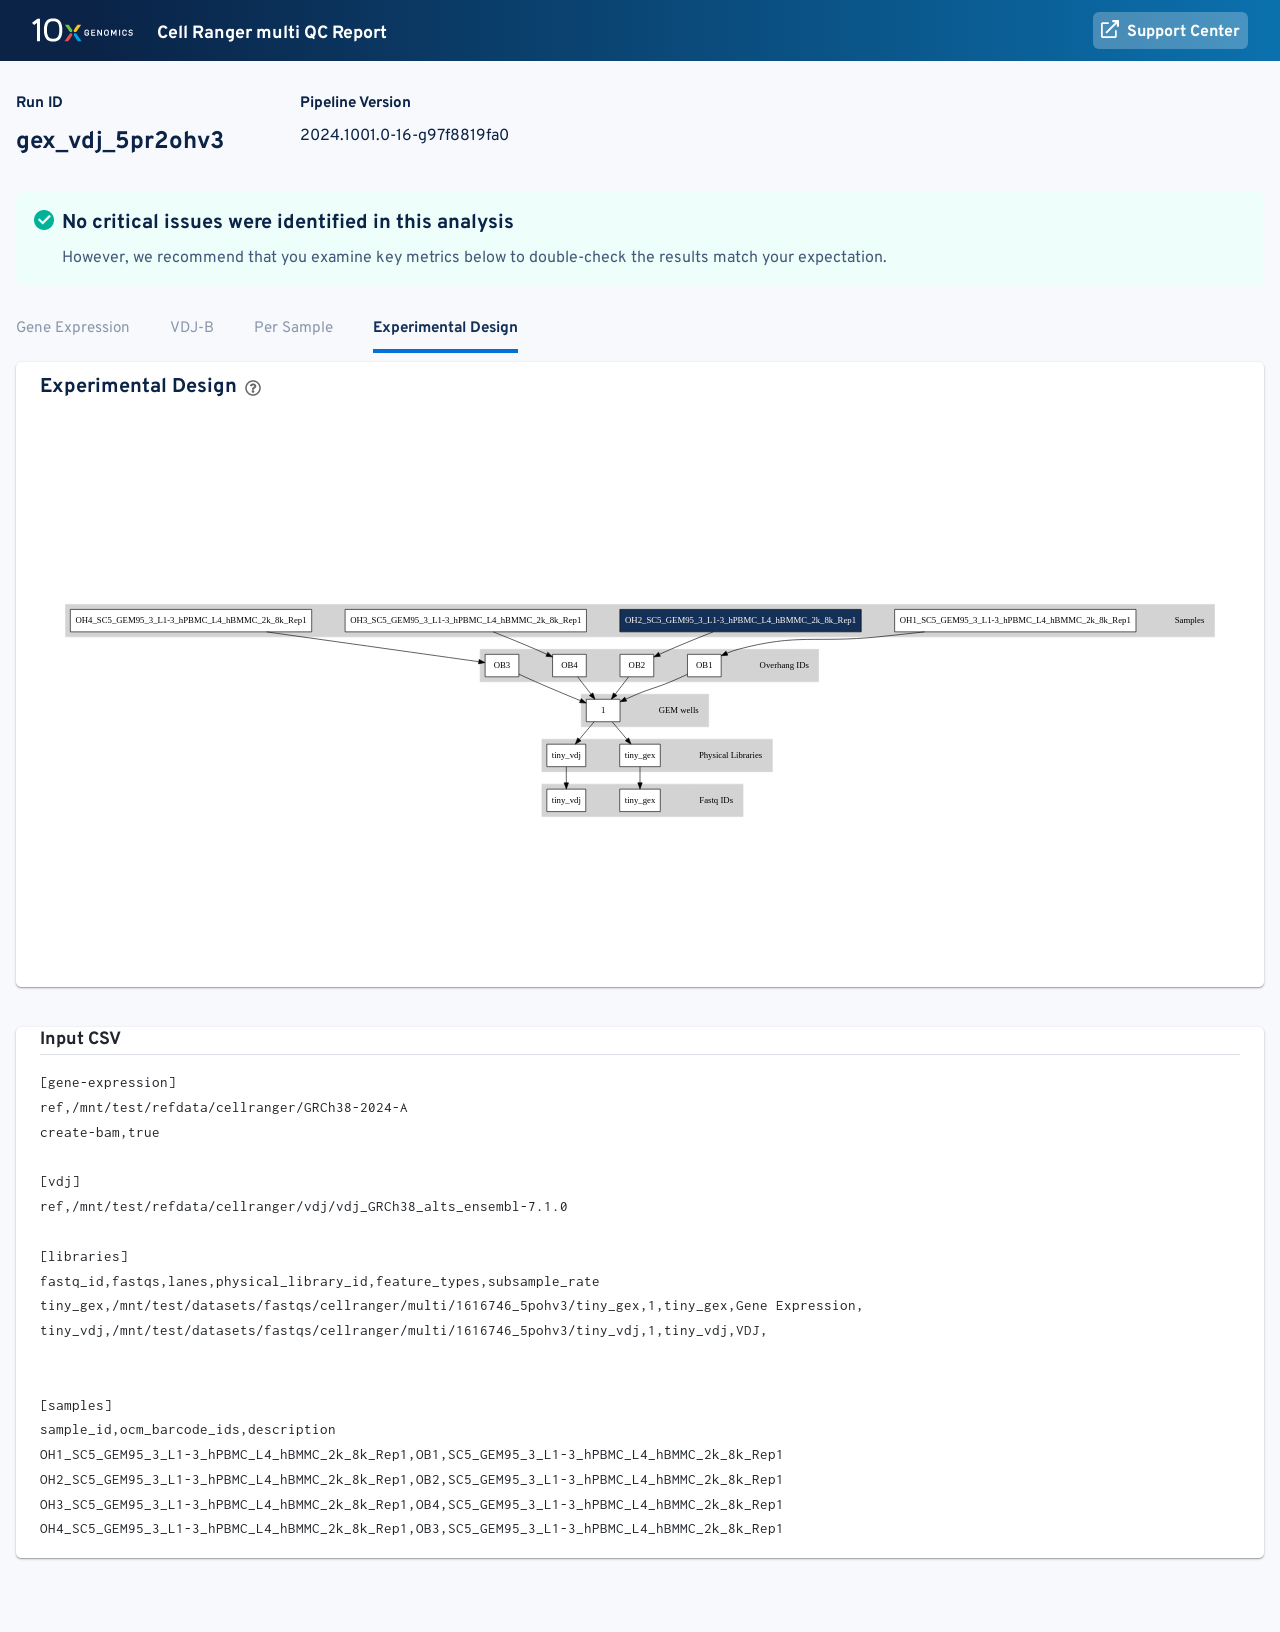 10x GENOMICS Cell Ranger multi QC Report Support Center
Run ID Pipeline Version
gex_vdj_5pr2ohv3 2024.1001.0-16-g97f8819fa0
No critical issues were identified in this analysis
However, we recommend that you examine key metrics below to double-check the results match your expectation.
Gene Expression VDJ-B Per Sample Experimental Design
Experimental Design ?
OH4_SC5_GEM95_3_L1-3_hPBMC_L4_hBMMC_2k_8k_Rep1 OH3_SC5_GEM95_3_L1-3_hPBMC_L4_hBMMC_2k_8k_Rep1 OH2_SC5_GEM95_3_L1-3_hPBMC_L4_hBMMC_2k_8k_Rep1 OH1_SC5_GEM95_3_L1-3_hPBMC_L4_hBMMC_2k_8k_Rep1 Samples
OB3 OB4 OB2 OB1 Overhang IDs
1 GEM wells
tiny_vdj tiny_gex Physical Libraries
tiny_vdj tiny_gex Fastq IDs
Input CSV
[gene-expression]
ref,/mnt/test/refdata/cellranger/GRCh38-2024-A
create-bam,true
[vdj]
ref,/mnt/test/refdata/cellranger/vdj/vdj_GRCh38_alts_ensembl-7.1.0
[libraries]
fastq_id,fastqs,lanes,physical_library_id,feature_types,subsample_rate
tiny_gex,/mnt/test/datasets/fastqs/cellranger/multi/1616746_5pohv3/tiny_gex,1,tiny_gex,Gene Expression,
tiny_vdj,/mnt/test/datasets/fastqs/cellranger/multi/1616746_5pohv3/tiny_vdj,1,tiny_vdj,VDJ,
[samples]
sample_id,ocm_barcode_ids,description
OH1_SC5_GEM95_3_L1-3_hPBMC_L4_hBMMC_2k_8k_Rep1,OB1,SC5_GEM95_3_L1-3_hPBMC_L4_hBMMC_2k_8k_Rep1
OH2_SC5_GEM95_3_L1-3_hPBMC_L4_hBMMC_2k_8k_Rep1,OB2,SC5_GEM95_3_L1-3_hPBMC_L4_hBMMC_2k_8k_Rep1
OH3_SC5_GEM95_3_L1-3_hPBMC_L4_hBMMC_2k_8k_Rep1,OB4,SC5_GEM95_3_L1-3_hPBMC_L4_hBMMC_2k_8k_Rep1
OH4_SC5_GEM95_3_L1-3_hPBMC_L4_hBMMC_2k_8k_Rep1,OB3,SC5_GEM95_3_L1-3_hPBMC_L4_hBMMC_2k_8k_Rep1